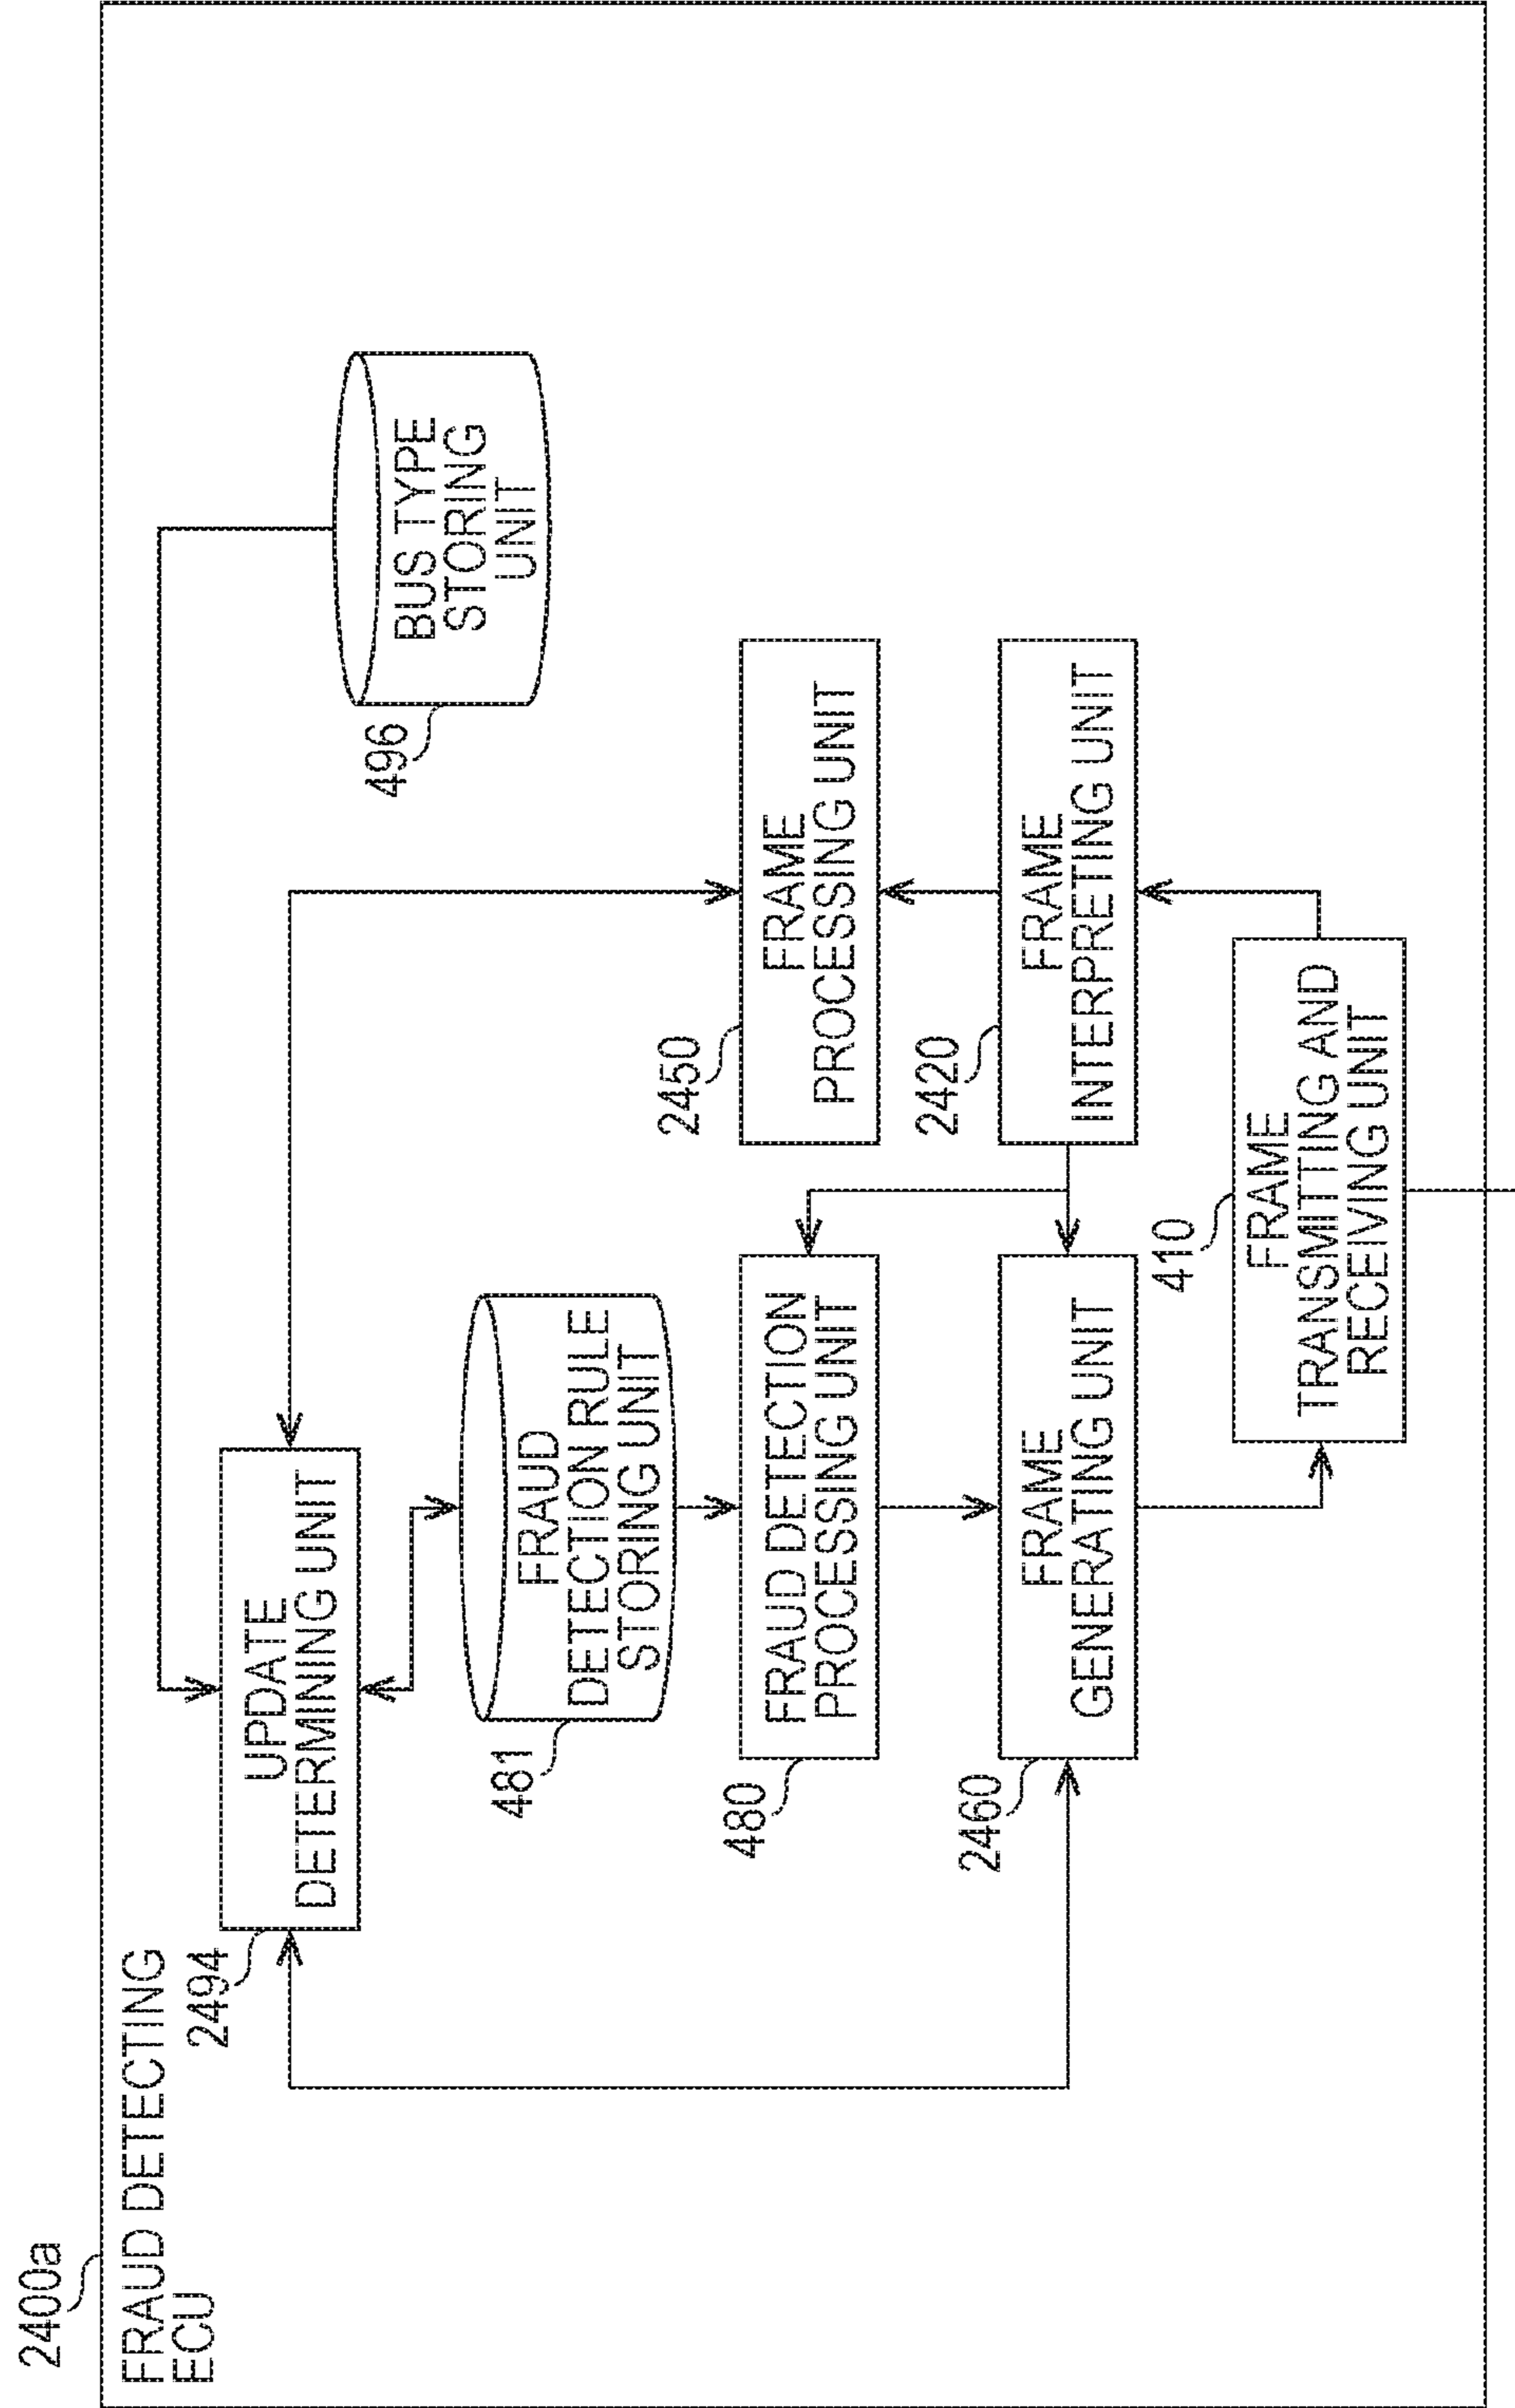 2400a
FRAUD DETECTING
ECU
2494
UPDATE
DETERMINING UNIT
496
BUS TYPE
STORING
UNIT
481
FRAUD
DETECTION RULE
STORING UNIT
480
FRAUD DETECTION
PROCESSING UNIT
2450
FRAME
PROCESSING UNIT
2460
FRAME
GENERATING UNIT
2420
FRAME
INTERPRETING UNIT
410
FRAME
TRANSMITTING AND
RECEIVING UNIT